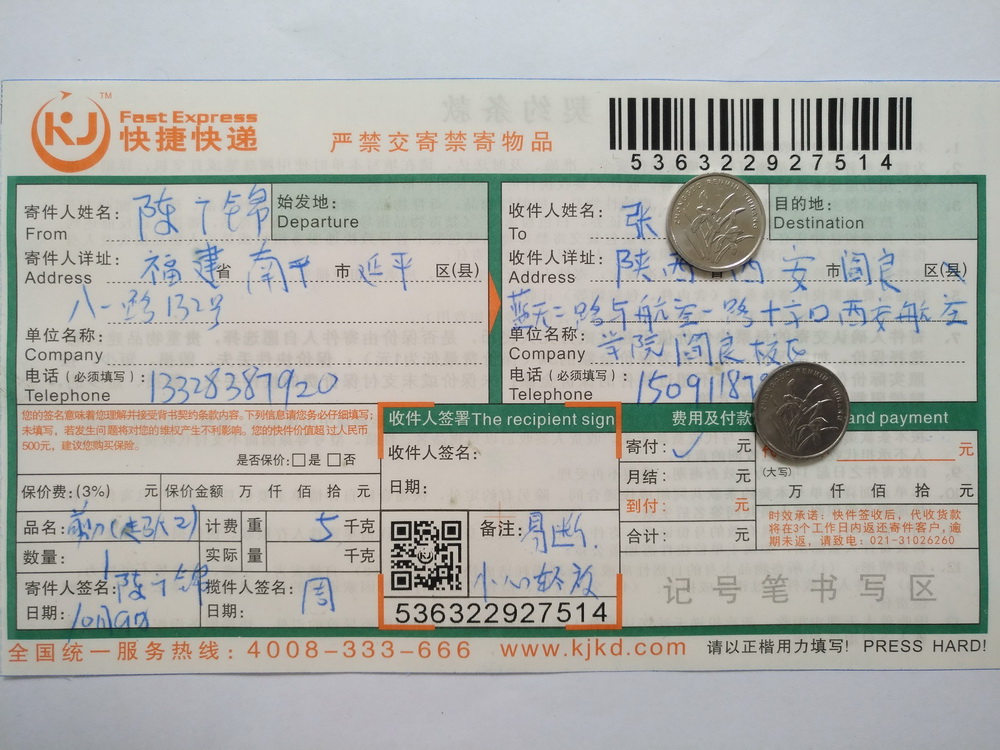 KJ TM
Fast Express
快捷快递
严禁交寄禁寄物品
536322927514
寄件人姓名: 陈广锦
From
始发地:
Departure
寄件人详址: 福建省 南平市 延平区(县)
Address
八一路132号
单位名称:
Company
电话(必须填写): 13328387920
Telephone
收件人姓名: 张
To
目的地:
Destination
收件人详址: 陕西 西安市 阎良区(县)
Address
蓝天二路与航空一路十字口西安航空
单位名称: 学院阎良校区
Company
电话(必须填写): 15091187
Telephone
您的签名意味着您理解并接受背书契约条款内容。下列信息请您务必仔细填写;
未填写,若发生问题将对您的维权产生不利影响。您的快件价值超过人民币
500元,建议您购买保险。
是否保价:□是 □否
保价费:(3%) 元 保价金额 万 仟 佰 拾 元
品名: 计费重 5 千克
数量: 1 实际重量 千克
寄件人签名: 陈广锦
日期: 10月9日
揽件人签名: 周
日期:
收件人签署The recipient sign
收件人签名:
日期:
备注: 易断.
小心轻放
536322927514
费用及付款 and payment
寄付: ✓ 元
月结: 元
到付: 元
合计: 元
元
(大写)
万 仟 佰 拾 元
时效承诺:快件签收后,代收货款
将在3个工作日内返还寄件客户,逾
期未返,请致电:021-31026260
记号笔书写区
全国统一服务热线:4008-333-666 www.kjkd.com 请以正楷用力填写! PRESS HARD!